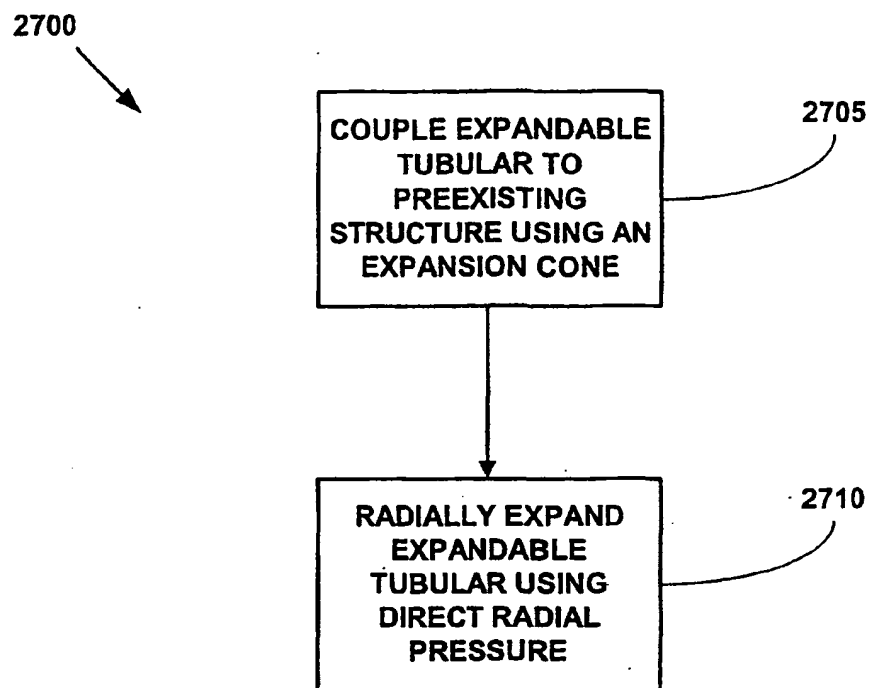 2700
2705
COUPLE EXPANDABLE
TUBULAR TO
PREEXISTING
STRUCTURE USING AN
EXPANSION CONE
2710
RADIALLY EXPAND
EXPANDABLE
TUBULAR USING
DIRECT RADIAL
PRESSURE